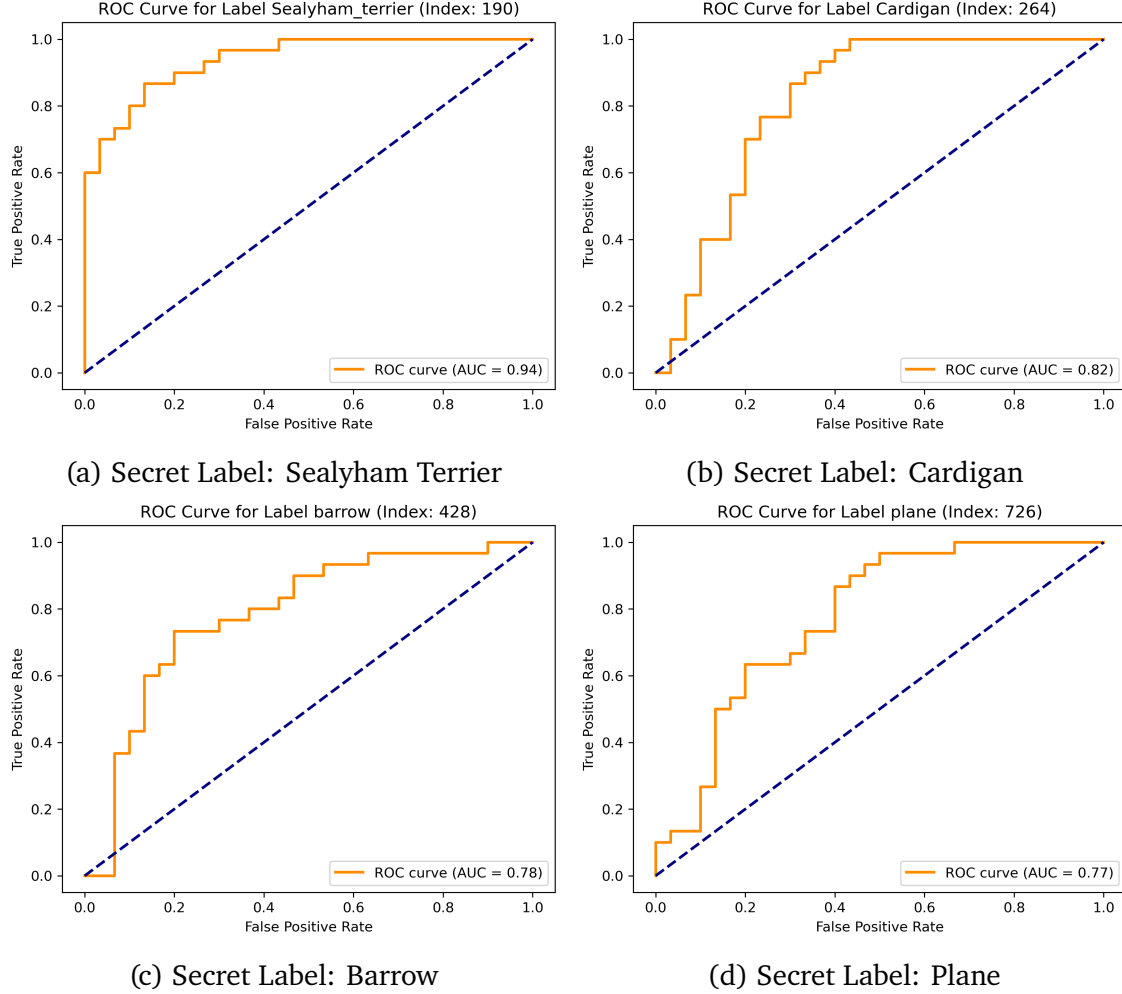 ROC Curve for Label Sealyham_terrier (Index: 190)
1.0
0.8
0.6
0.4
0.2
0.0
True Positive Rate
ROC curve (AUC = 0.94)
0.0 0.2 0.4 0.6 0.8 1.0
False Positive Rate
(a) Secret Label: Sealyham Terrier
ROC Curve for Label Cardigan (Index: 264)
1.0
0.8
0.6
0.4
0.2
0.0
True Positive Rate
ROC curve (AUC = 0.82)
0.0 0.2 0.4 0.6 0.8 1.0
False Positive Rate
(b) Secret Label: Cardigan
ROC Curve for Label barrow (Index: 428)
1.0
0.8
0.6
0.4
0.2
0.0
True Positive Rate
ROC curve (AUC = 0.78)
0.0 0.2 0.4 0.6 0.8 1.0
False Positive Rate
(c) Secret Label: Barrow
ROC Curve for Label plane (Index: 726)
1.0
0.8
0.6
0.4
0.2
0.0
True Positive Rate
ROC curve (AUC = 0.77)
0.0 0.2 0.4 0.6 0.8 1.0
False Positive Rate
(d) Secret Label: Plane